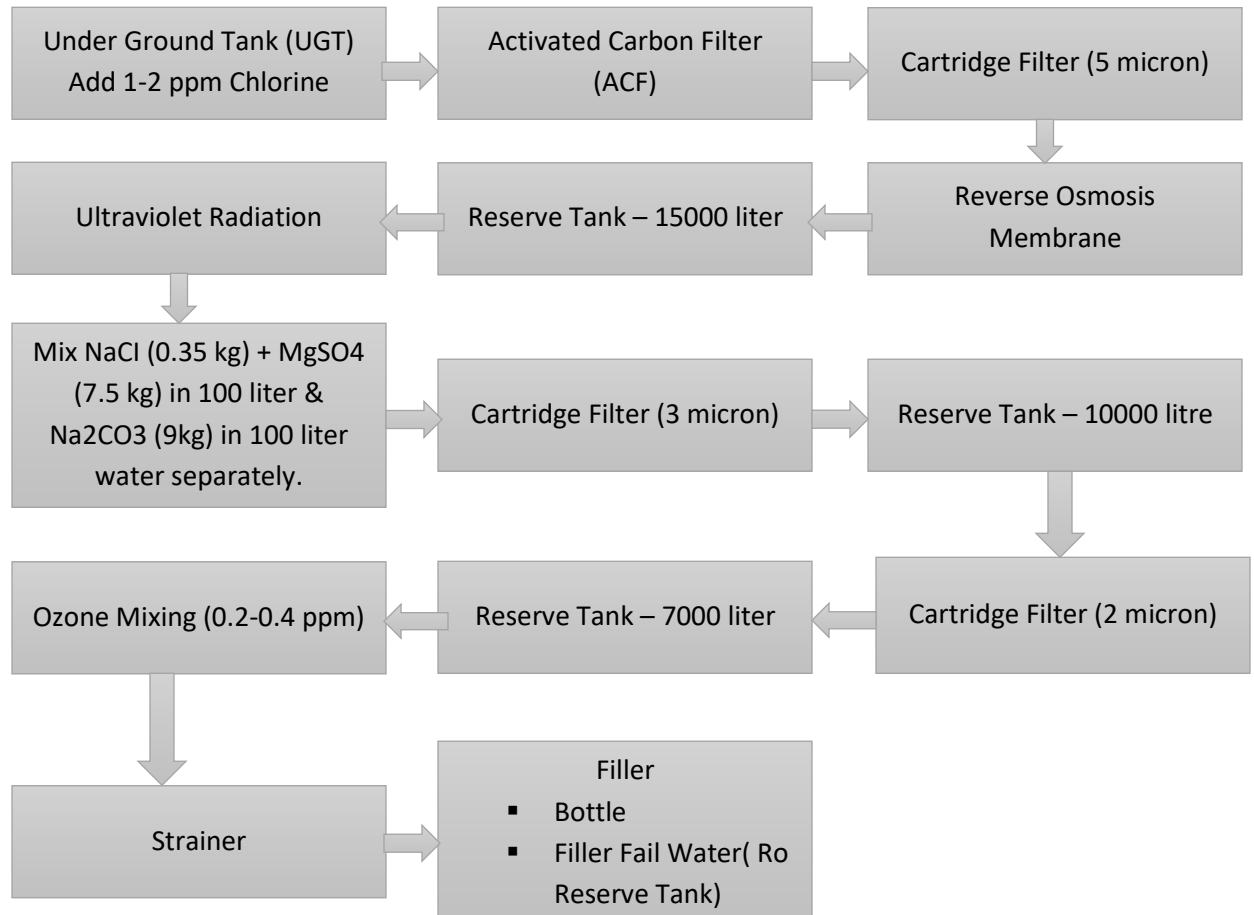 Under Ground Tank (UGT)
Add 1-2 ppm Chlorine
Activated Carbon Filter
(ACF)
Cartridge Filter (5 micron)
Reverse Osmosis
Membrane
Reserve Tank – 15000 liter
Ultraviolet Radiation
Mix NaCI (0.35 kg) + MgSO4
(7.5 kg) in 100 liter &
Na2CO3 (9kg) in 100 liter
water separately.
Cartridge Filter (3 micron)
Reserve Tank – 10000 litre
Cartridge Filter (2 micron)
Reserve Tank – 7000 liter
Ozone Mixing (0.2-0.4 ppm)
Strainer
Filler
▪ Bottle
▪ Filler Fail Water( Ro
Reserve Tank)